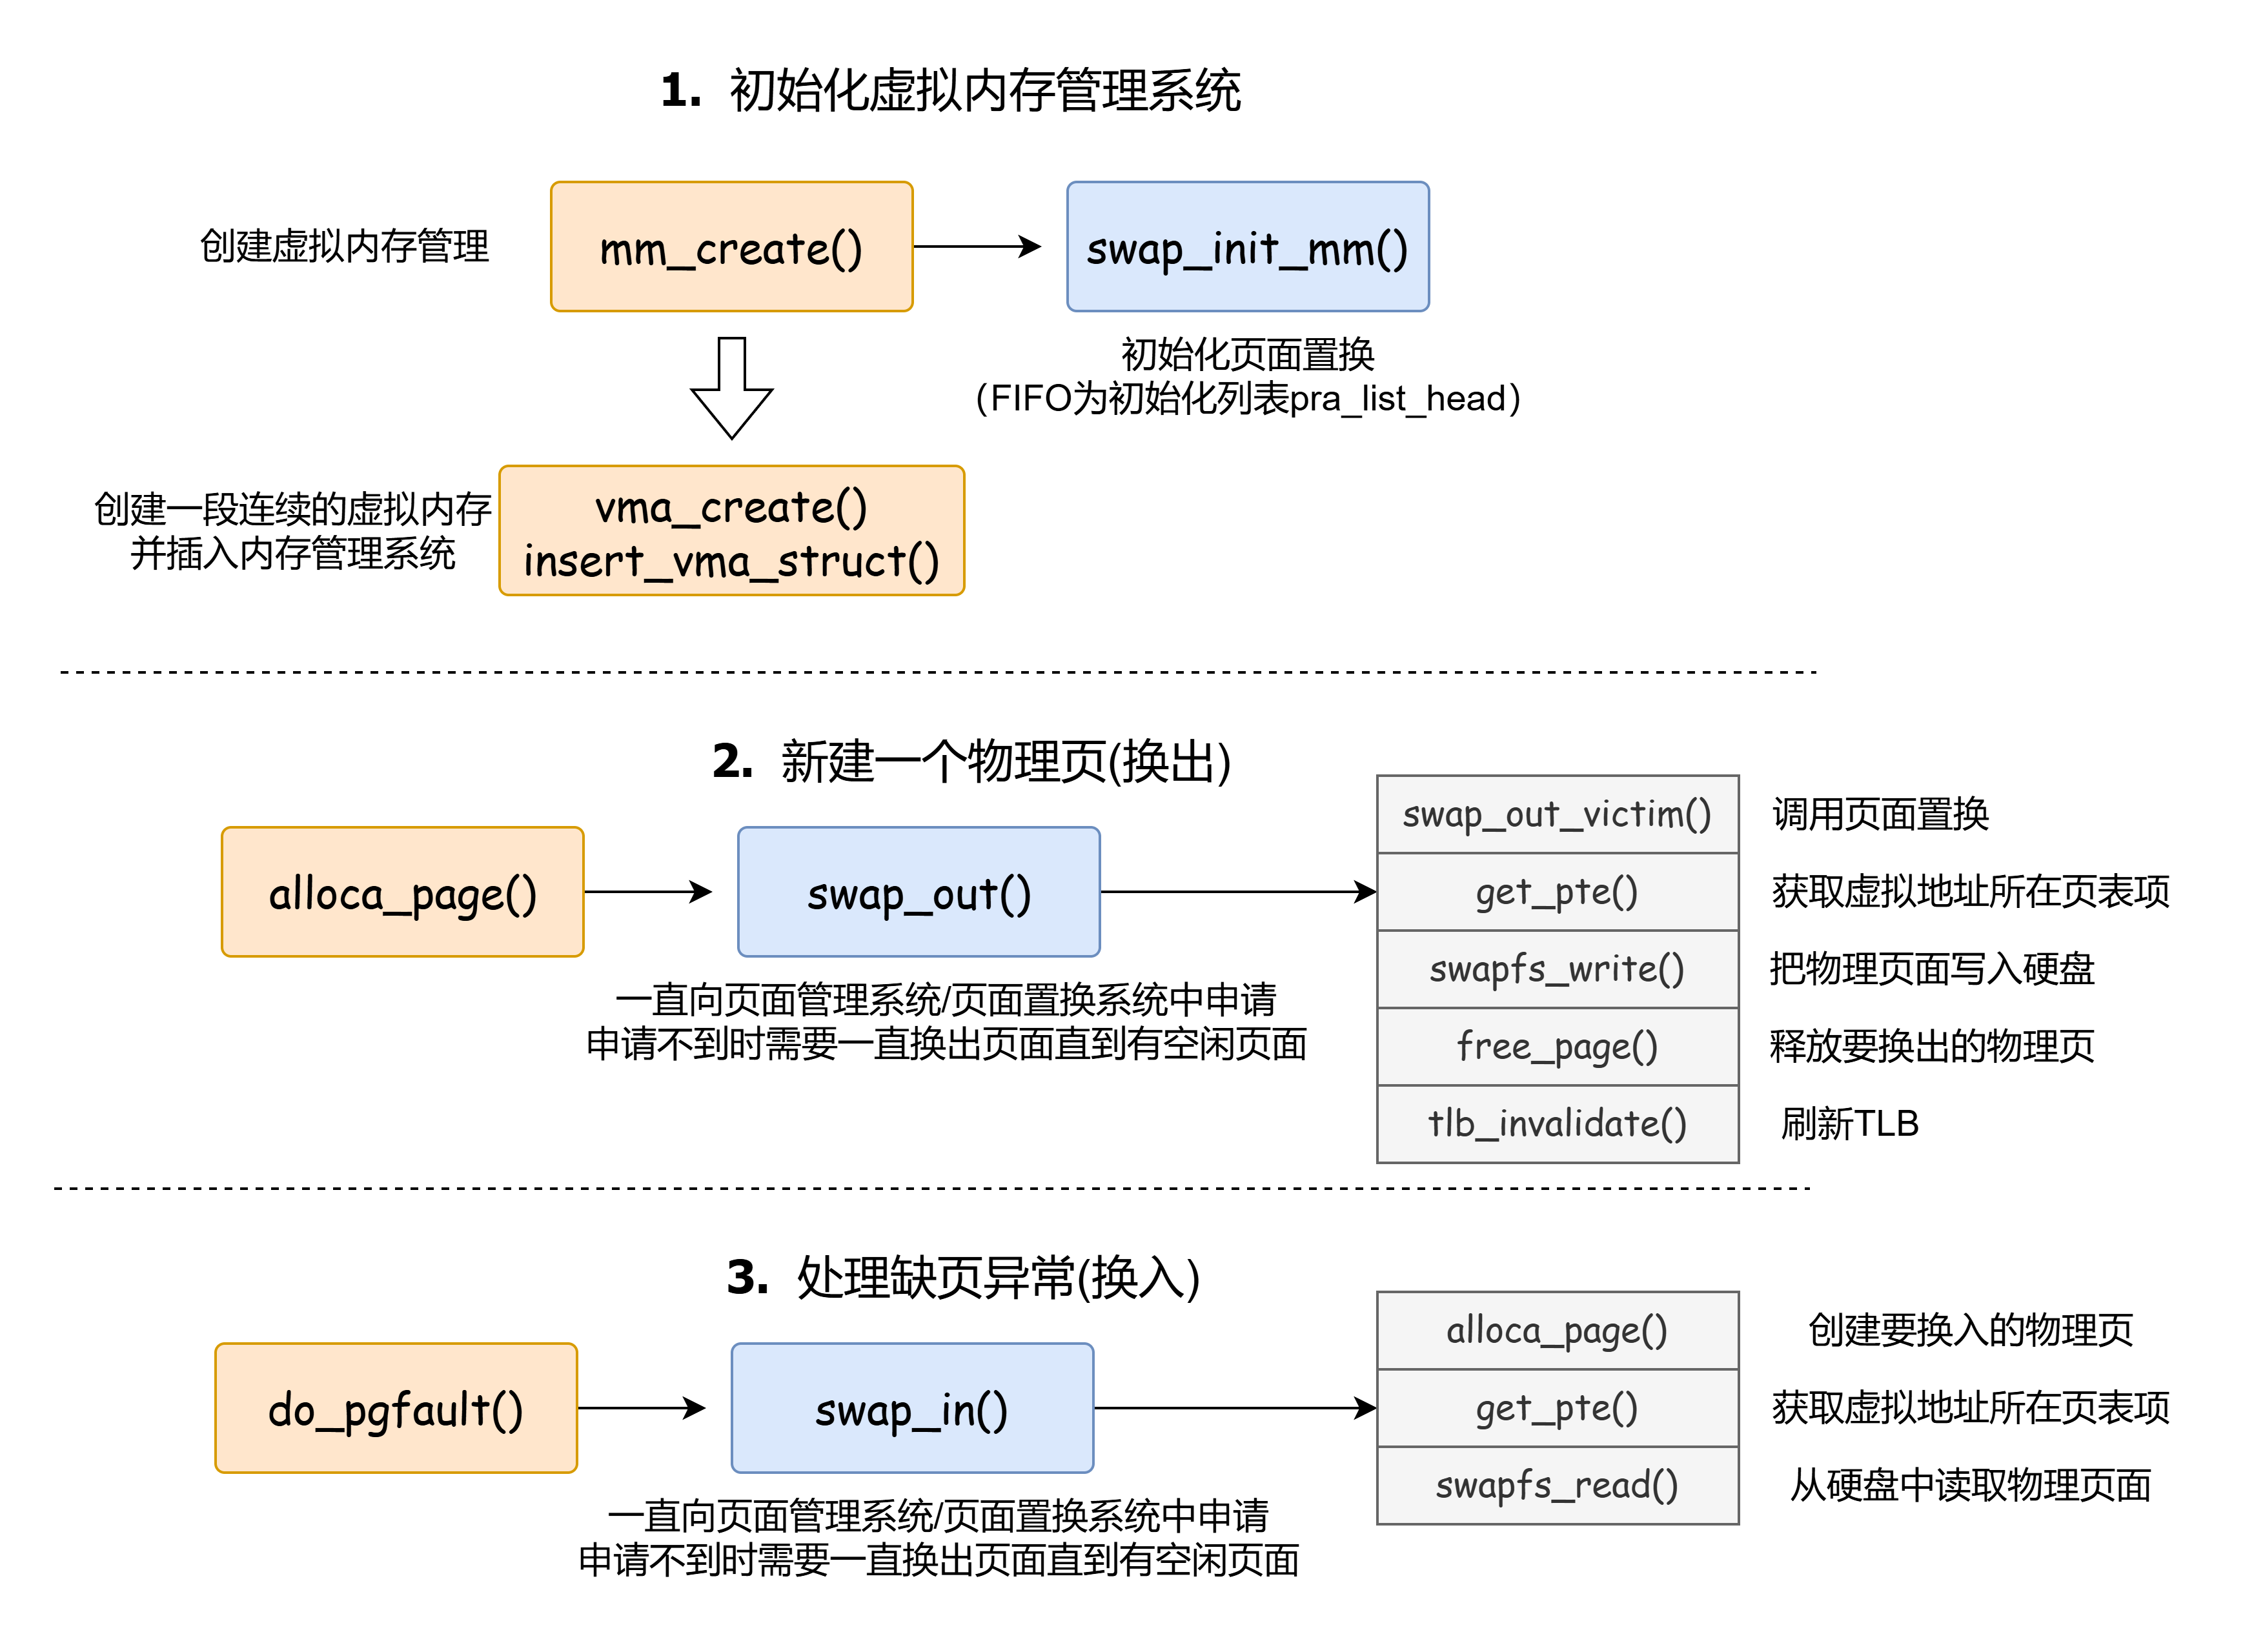 1. 初始化虚拟内存管理系统
创建虚拟内存管理
mm_create()
swap_init_mm()
初始化页面置换
（FIFO为初始化列表pra_list_head）
创建一段连续的虚拟内存
并插入内存管理系统
vma_create()
insert_vma_struct()
2. 新建一个物理页(换出)
alloca_page()
swap_out()
一直向页面管理系统/页面置换系统中申请
申请不到时需要一直换出页面直到有空闲页面
swap_out_victim()
调用页面置换
get_pte()
获取虚拟地址所在页表项
swapfs_write()
把物理页面写入硬盘
free_page()
释放要换出的物理页
tlb_invalidate()
刷新TLB
3. 处理缺页异常(换入)
do_pgfault()
swap_in()
一直向页面管理系统/页面置换系统中申请
申请不到时需要一直换出页面直到有空闲页面
alloca_page()
创建要换入的物理页
get_pte()
获取虚拟地址所在页表项
swapfs_read()
从硬盘中读取物理页面